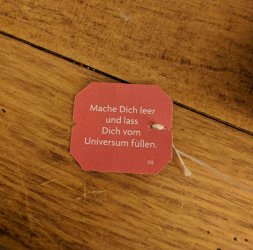 Mache Dich leer
und lass
Dich vom
Universum füllen.